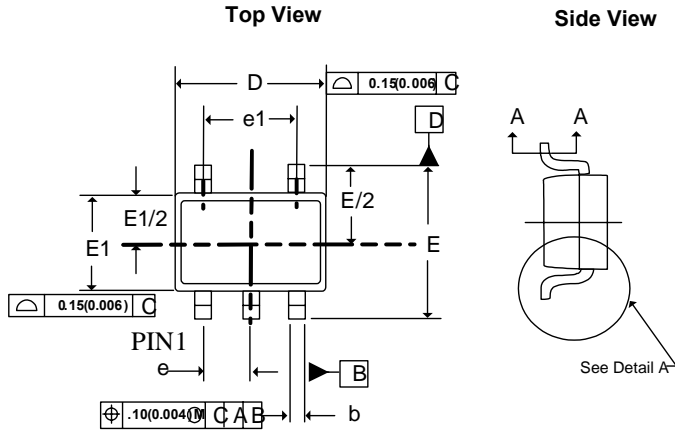 Top View
Side View
D
0.15(0.006) C
e1
D
A A
E1/2
E/2
E1
E
0.15(0.006) C
PIN1
e
B
.10(0.004)M C A B
b
See Detail A